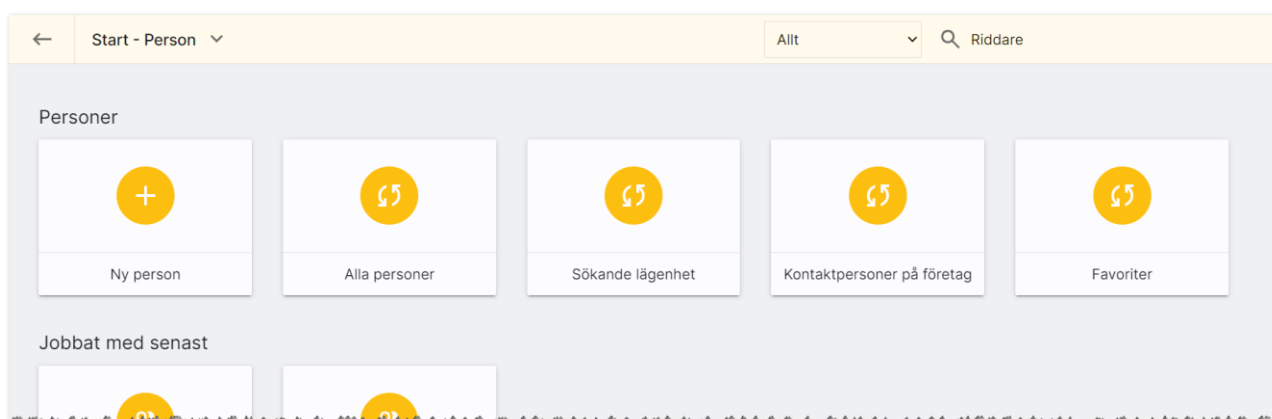 Start - Person
Allt
Riddare
Personer
Ny person
Alla personer
Sökande lägenhet
Kontaktpersoner på företag
Favoriter
Jobbat med senast